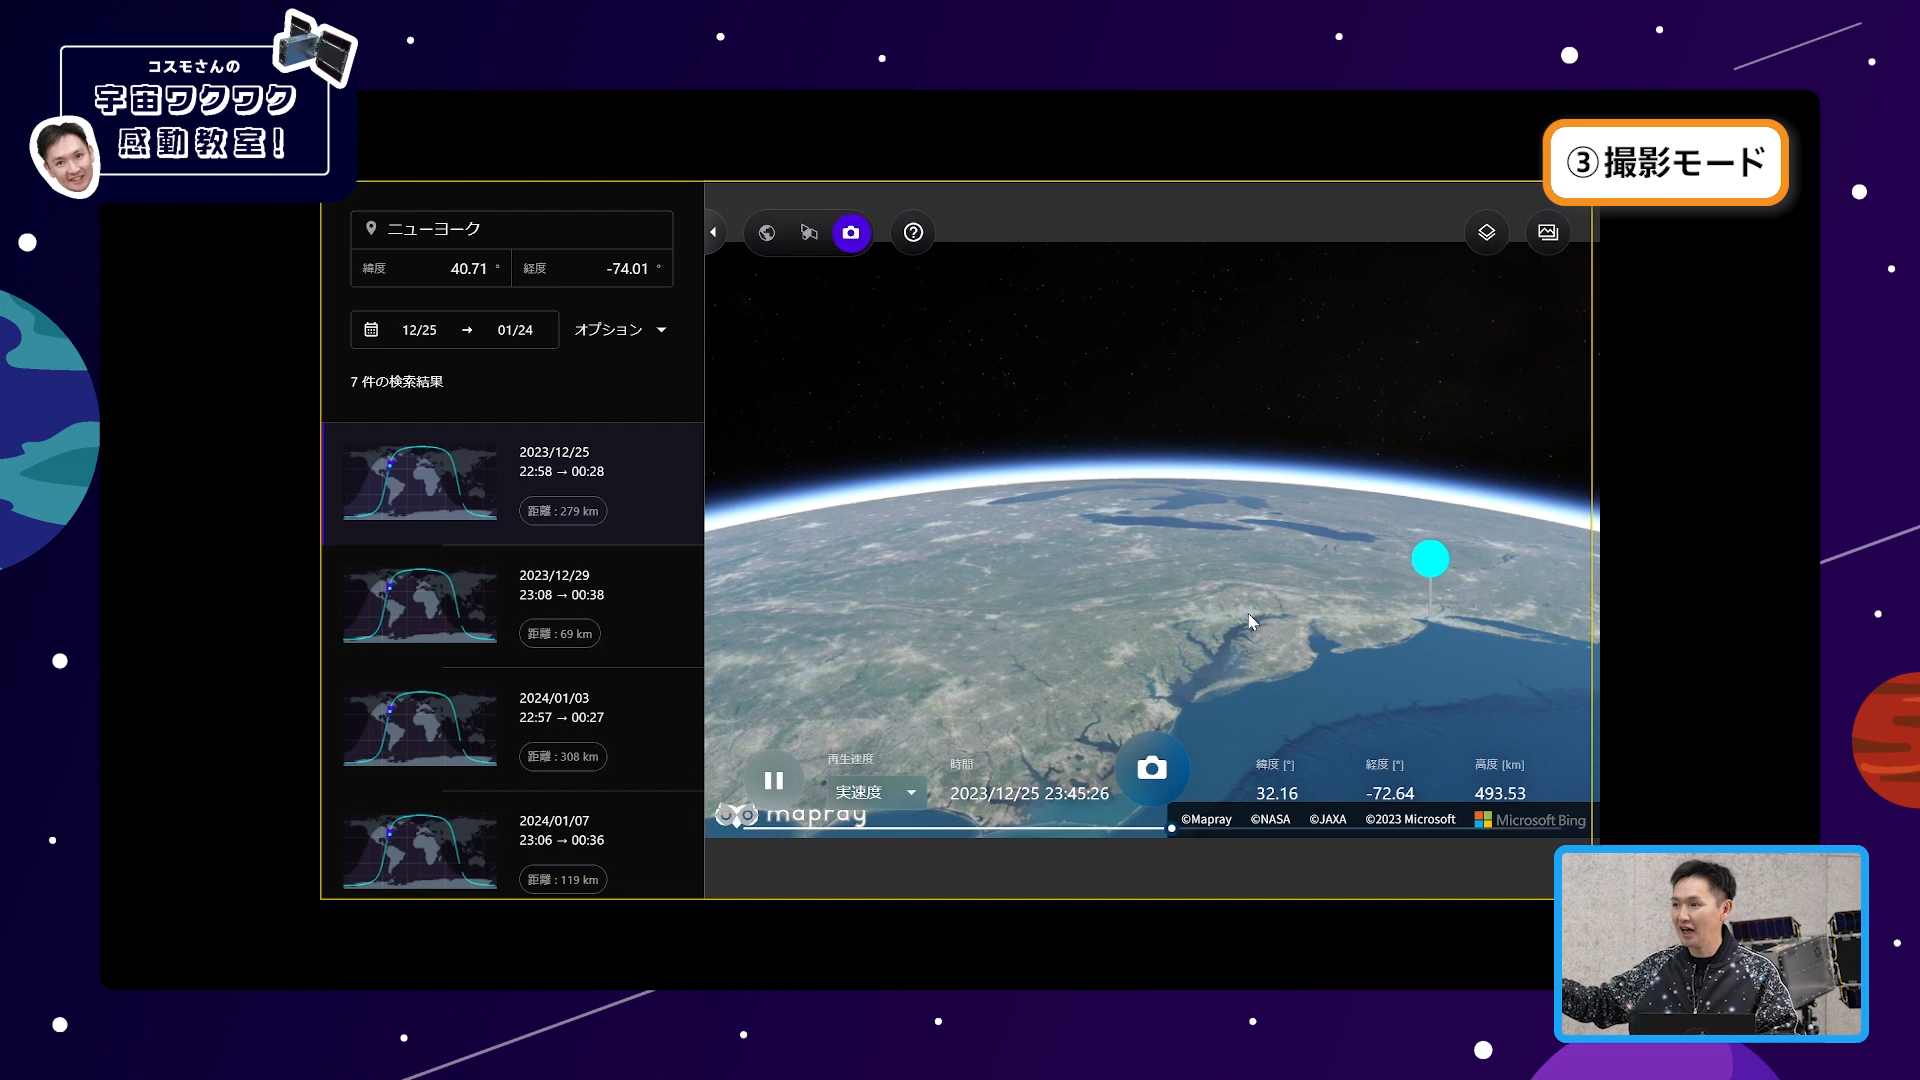 コスモさんの
宇宙ワクワク
感動教室!
③撮影モード
ニューヨーク
緯度 40.71 °
経度 -74.01 °
12/25 → 01/24
オプション
7 件の検索結果
2023/12/25
22:58 → 00:28
距離 : 279 km
2023/12/29
23:08 → 00:38
距離 : 69 km
2024/01/03
22:57 → 00:27
距離 : 308 km
2024/01/07
23:06 → 00:36
距離 : 119 km
再生速度
実速度
時間
2023/12/25 23:45:26
緯度 [°]
32.16
経度 [°]
-72.64
高度 [km]
493.53
mapray
©Mapray ©NASA ©JAXA ©2023 Microsoft Microsoft Bing